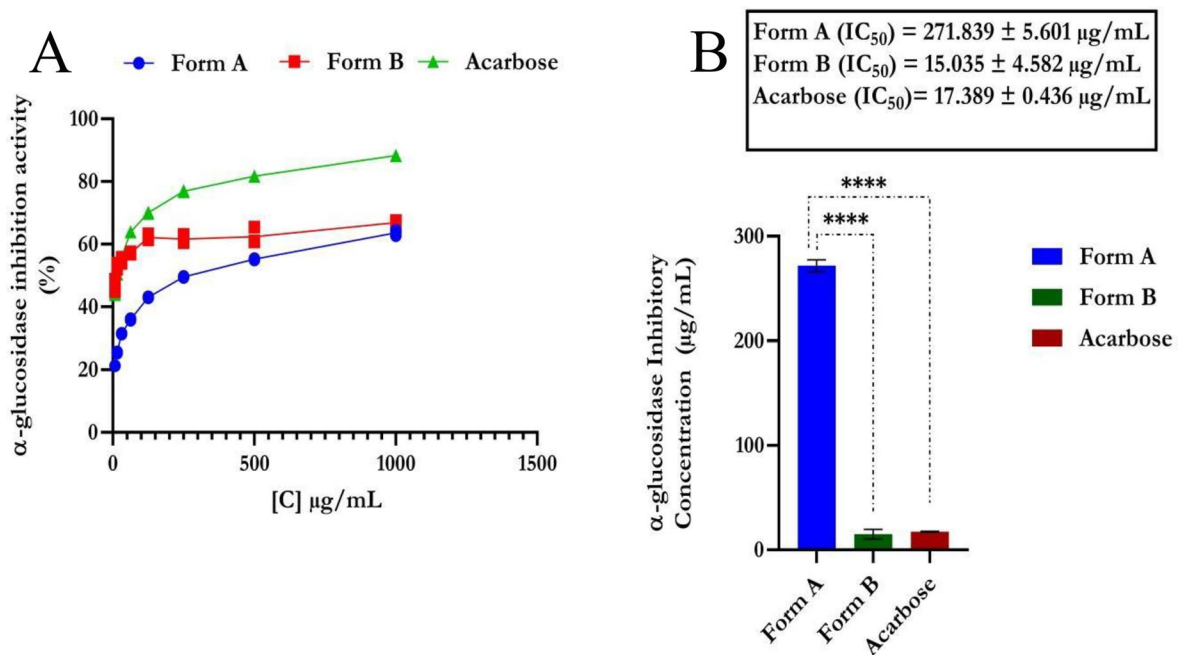 A
Form A
Form B
Acarbose
α-glucosidase inhibition activity
(%)
100
80
60
40
20
0
0
500
1000
1500
[C] µg/mL
B
Form A (IC50) = 271.839 ± 5.601 µg/mL
Form B (IC50) = 15.035 ± 4.582 µg/mL
Acarbose (IC50)= 17.389 ± 0.436 µg/mL
α-glucosidase Inhibitory
Concentration (µg/mL)
300
200
100
0
****
****
Form A
Form B
Acarbose
Form A
Form B
Acarbose